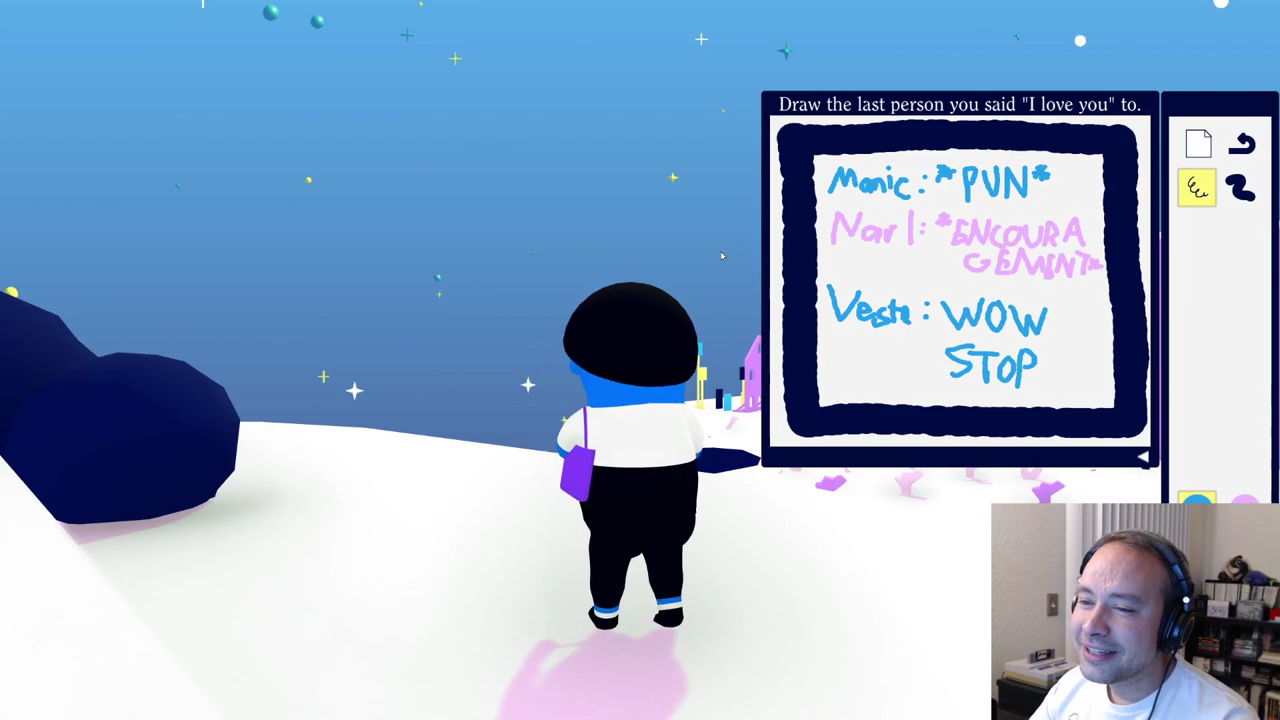 Draw the last person you said "I love you" to.
Manic: *PUN*
Narl: *ENCOURA
GEMENT*
Veste: WOW
STOP